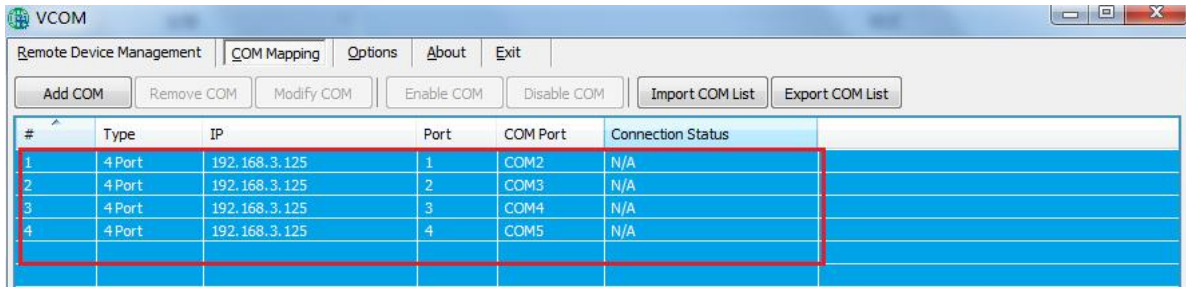 VCOM
Remote Device Management COM Mapping Options About Exit
Add COM Remove COM Modify COM Enable COM Disable COM Import COM List Export COM List
# Type IP Port COM Port Connection Status
1 4 Port 192.168.3.125 1 COM2 N/A
2 4 Port 192.168.3.125 2 COM3 N/A
3 4 Port 192.168.3.125 3 COM4 N/A
4 4 Port 192.168.3.125 4 COM5 N/A